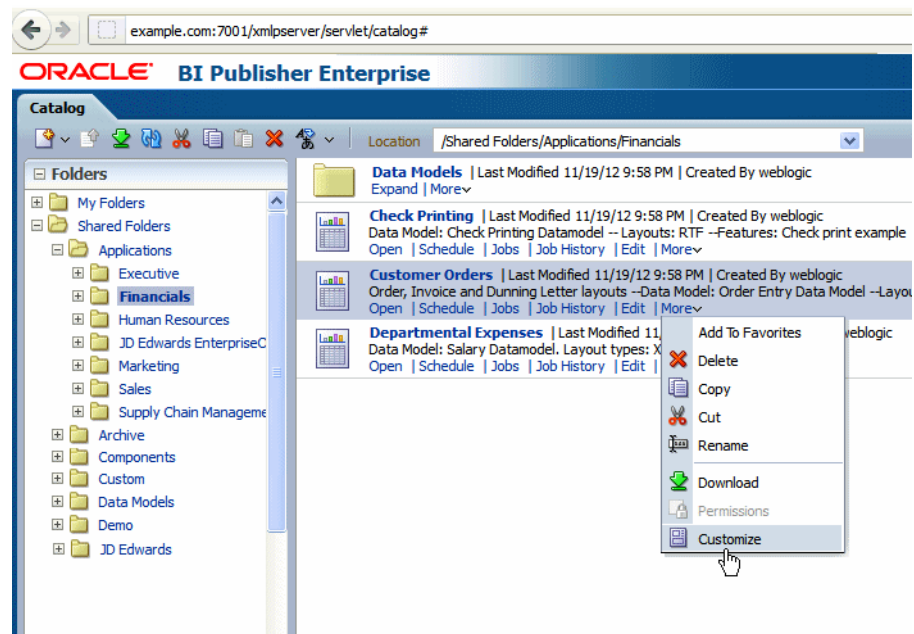 example.com:7001/xmlpserver/servlet/catalog#
ORACLE BI Publisher Enterprise
Catalog
Location /Shared Folders/Applications/Financials
Folders
My Folders
Shared Folders
Applications
Executive
Financials
Human Resources
JD Edwards EnterpriseC
Marketing
Sales
Supply Chain Manageme
Archive
Components
Custom
Data Models
Demo
JD Edwards
Data Models | Last Modified 11/19/12 9:58 PM | Created By weblogic
Expand | More
Check Printing | Last Modified 11/19/12 9:58 PM | Created By weblogic
Data Model: Check Printing Datamodel -- Layouts: RTF --Features: Check print example
Open | Schedule | Jobs | Job History | Edit | More
Customer Orders | Last Modified 11/19/12 9:58 PM | Created By weblogic
Order, Invoice and Dunning Letter layouts --Data Model: Order Entry Data Model --Layou
Open | Schedule | Jobs | Job History | Edit | More
Departmental Expenses | Last Modified 11 weblogic
Data Model: Salary Datamodel. Layout types: X
Open | Schedule | Jobs | Job History | Edit |
Add To Favorites
Delete
Copy
Cut
Rename
Download
Permissions
Customize